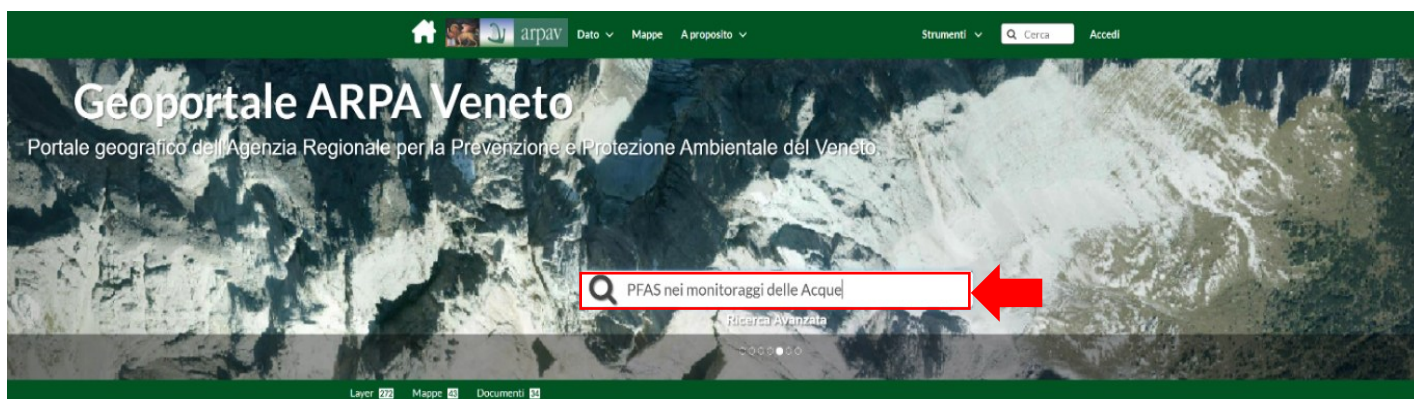 arpav Dato Mappe A proposito Strumenti Cerca Accedi
Geoportale ARPA Veneto
Portale geografico dell'Agenzia Regionale per la Prevenzione e Protezione Ambientale del Veneto
PFAS nei monitoraggi delle Acque
Ricerca Avanzata
Layer 272 Mappe 43 Documenti 34